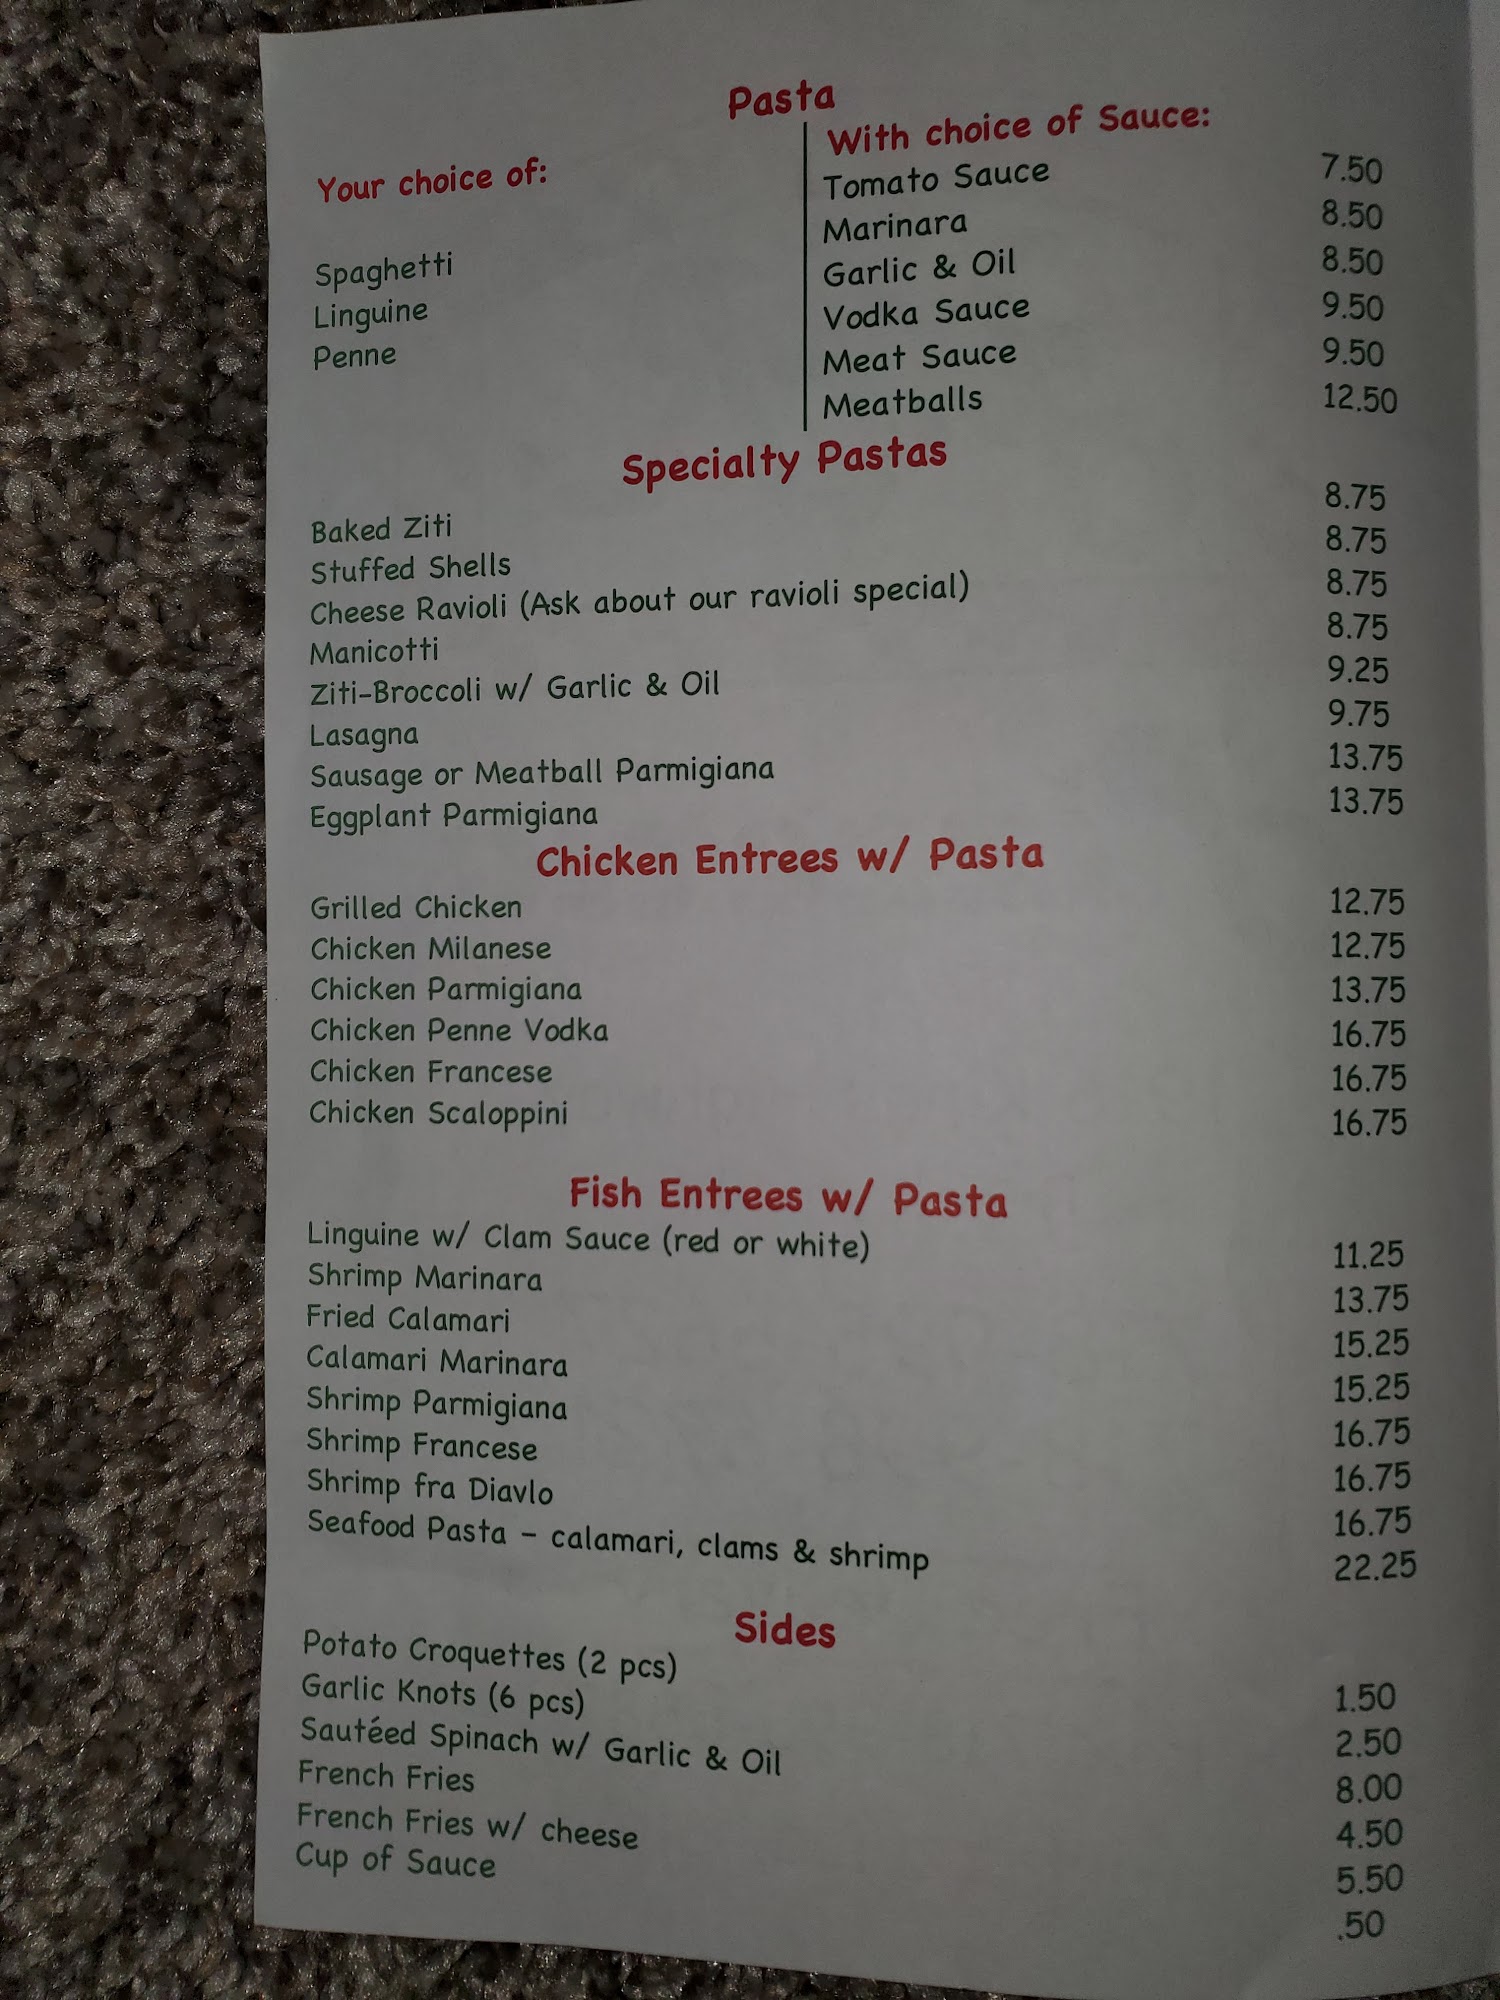 Pasta
Your choice of:
Spaghetti
Linguine
Penne
With choice of Sauce:
Tomato Sauce 7.50
Marinara 8.50
Garlic & Oil 8.50
Vodka Sauce 9.50
Meat Sauce 9.50
Meatballs 12.50
Specialty Pastas
Baked Ziti 8.75
Stuffed Shells 8.75
Cheese Ravioli (Ask about our ravioli special) 8.75
Manicotti 8.75
Ziti-Broccoli w/ Garlic & Oil 9.25
Lasagna 9.75
Sausage or Meatball Parmigiana 13.75
Eggplant Parmigiana 13.75
Chicken Entrees w/ Pasta
Grilled Chicken 12.75
Chicken Milanese 12.75
Chicken Parmigiana 13.75
Chicken Penne Vodka 16.75
Chicken Francese 16.75
Chicken Scaloppini 16.75
Fish Entrees w/ Pasta
Linguine w/ Clam Sauce (red or white) 11.25
Shrimp Marinara 13.75
Fried Calamari 15.25
Calamari Marinara 15.25
Shrimp Parmigiana 16.75
Shrimp Francese 16.75
Shrimp fra Diavlo 16.75
Seafood Pasta - calamari, clams & shrimp 22.25
Sides
Potato Croquettes (2 pcs) 1.50
Garlic Knots (6 pcs) 2.50
Sautéed Spinach w/ Garlic & Oil 8.00
French Fries 4.50
French Fries w/ cheese 5.50
Cup of Sauce .50